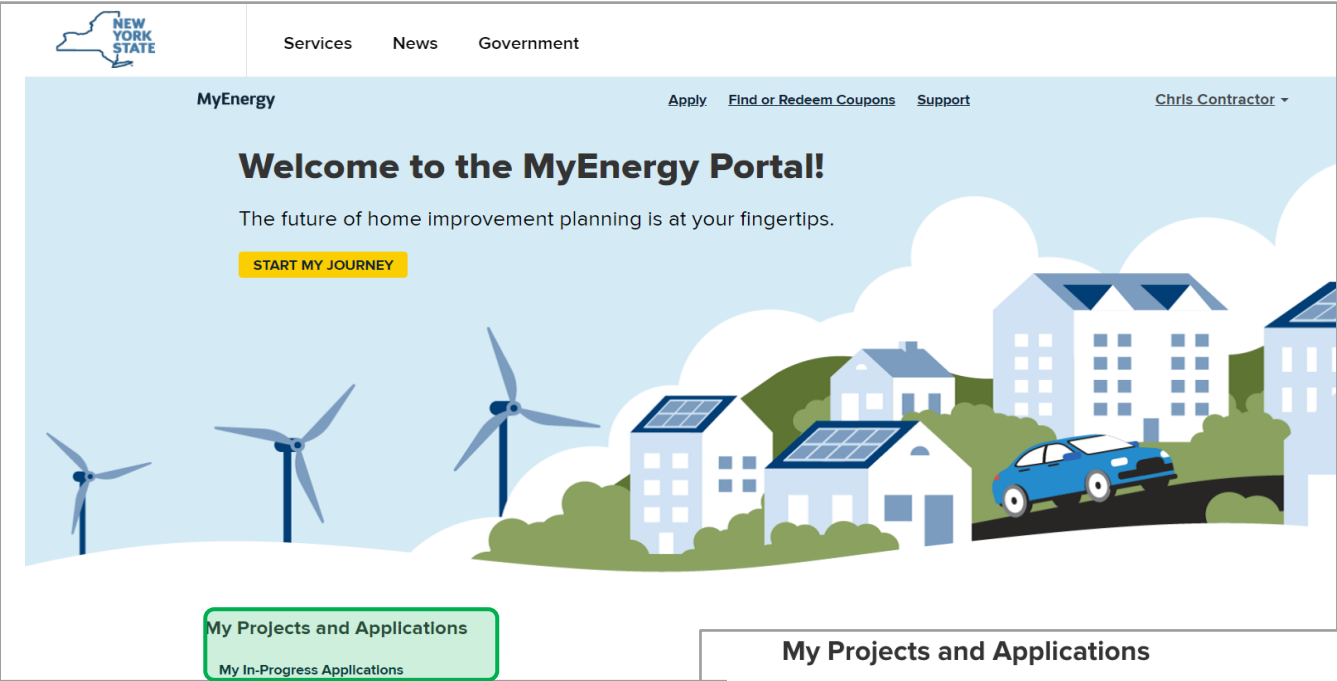 NEW
YORK
STATE
Services News Government
MyEnergy Apply Find or Redeem Coupons Support Chris Contractor
Welcome to the MyEnergy Portal!
The future of home improvement planning is at your fingertips.
START MY JOURNEY
My Projects and Applications
My In-Progress Applications
My Projects and Applications